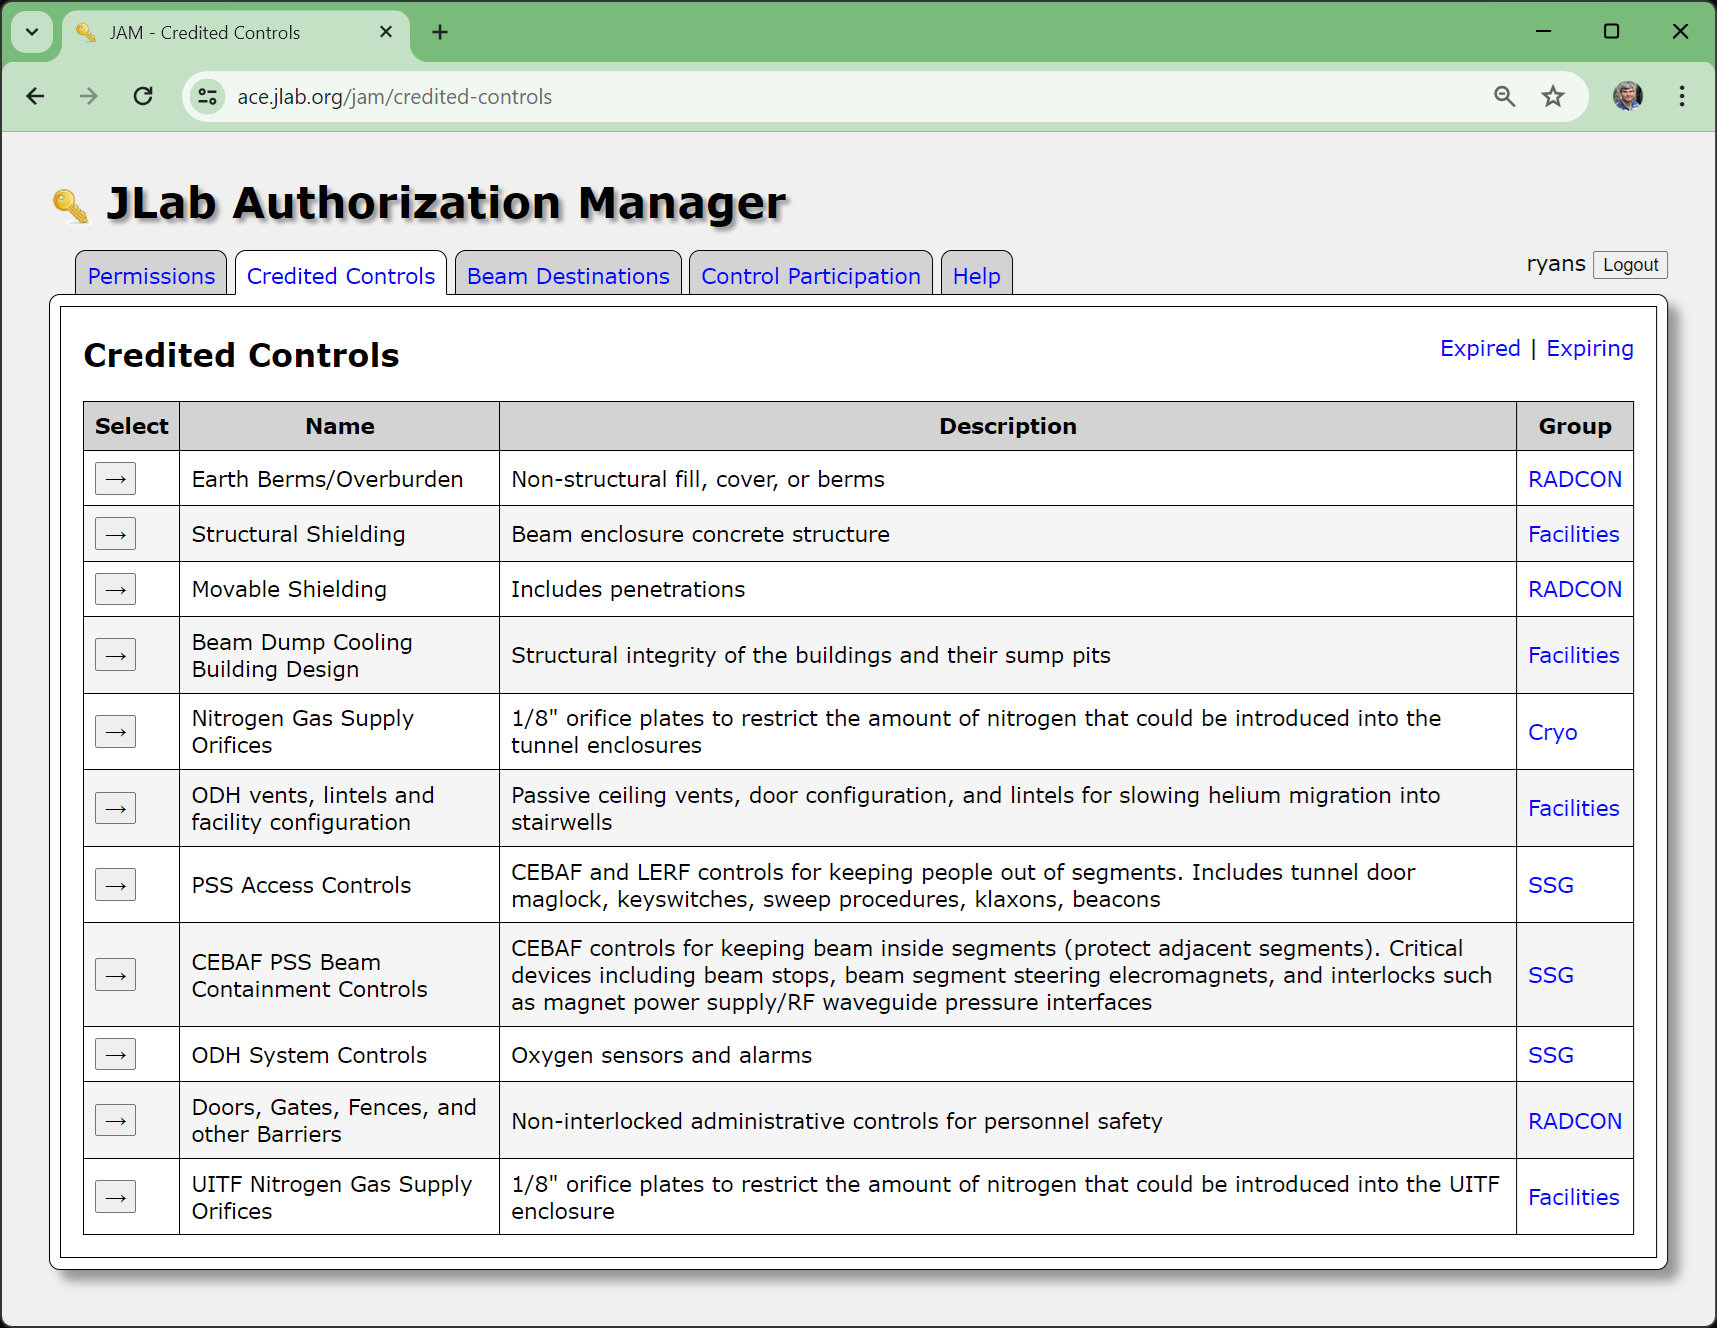 JAM - Credited Controls
ace.jlab.org/jam/credited-controls
JLab Authorization Manager
Permissions
Credited Controls
Beam Destinations
Control Participation
Help
ryans
Logout
Credited Controls
Expired | Expiring
Select Name Description Group
→ Earth Berms/Overburden Non-structural fill, cover, or berms RADCON
→ Structural Shielding Beam enclosure concrete structure Facilities
→ Movable Shielding Includes penetrations RADCON
→ Beam Dump Cooling
Building Design
Structural integrity of the buildings and their sump pits
Facilities
→ Nitrogen Gas Supply
Orifices
1/8" orifice plates to restrict the amount of nitrogen that could be introduced into the
tunnel enclosures
Cryo
→ ODH vents, lintels and
facility configuration
Passive ceiling vents, door configuration, and lintels for slowing helium migration into
stairwells
Facilities
→ PSS Access Controls
CEBAF and LERF controls for keeping people out of segments. Includes tunnel door
maglock, keyswitches, sweep procedures, klaxons, beacons
SSG
→ CEBAF PSS Beam
Containment Controls
CEBAF controls for keeping beam inside segments (protect adjacent segments). Critical
devices including beam stops, beam segment steering elecromagnets, and interlocks such
as magnet power supply/RF waveguide pressure interfaces
SSG
→ ODH System Controls Oxygen sensors and alarms SSG
→ Doors, Gates, Fences, and
other Barriers
Non-interlocked administrative controls for personnel safety
RADCON
→ UITF Nitrogen Gas Supply
Orifices
1/8" orifice plates to restrict the amount of nitrogen that could be introduced into the UITF
enclosure
Facilities